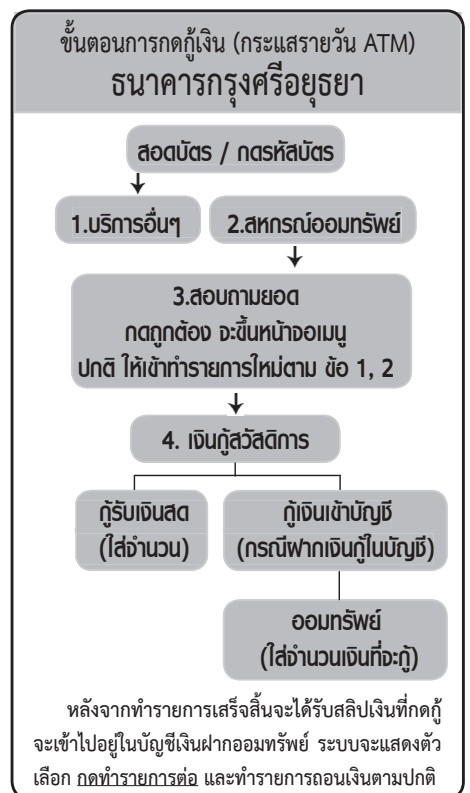 ขั้นตอนการกดกู้เงิน (กระแสรายวัน ATM)
ธนาคารกรุงศรีอยุธยา
สอดบัตร / กดรหัสบัตร
1.บริการอื่นๆ
2.สหกรณ์ออมทรัพย์
3.สอบถามยอด
กดถูกต้อง จะขึ้นหน้าจอเมนู
ปกติ ให้เข้าทำรายการใหม่ตาม ข้อ 1, 2
4. เงินกู้สวัสดิการ
กู้รับเงินสด
(ใส่จำนวน)
กู้เงินเข้าบัญชี
(กรณีฝากเงินกู้ในบัญชี)
ออมทรัพย์
(ใส่จำนวนเงินที่จะกู้)
หลังจากทำรายการเสร็จสิ้นจะได้รับสลิปเงินที่กดกู้
จะเข้าไปอยู่ในบัญชีเงินฝากออมทรัพย์ ระบบจะแสดงตัว
เลือก กดทำรายการต่อ และทำรายการถอนเงินตามปกติ